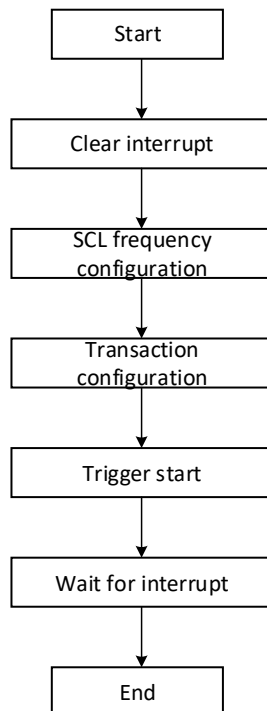 Start
Clear interrupt
SCL frequency
configuration
Transaction
configuration
Trigger start
Wait for interrupt
End